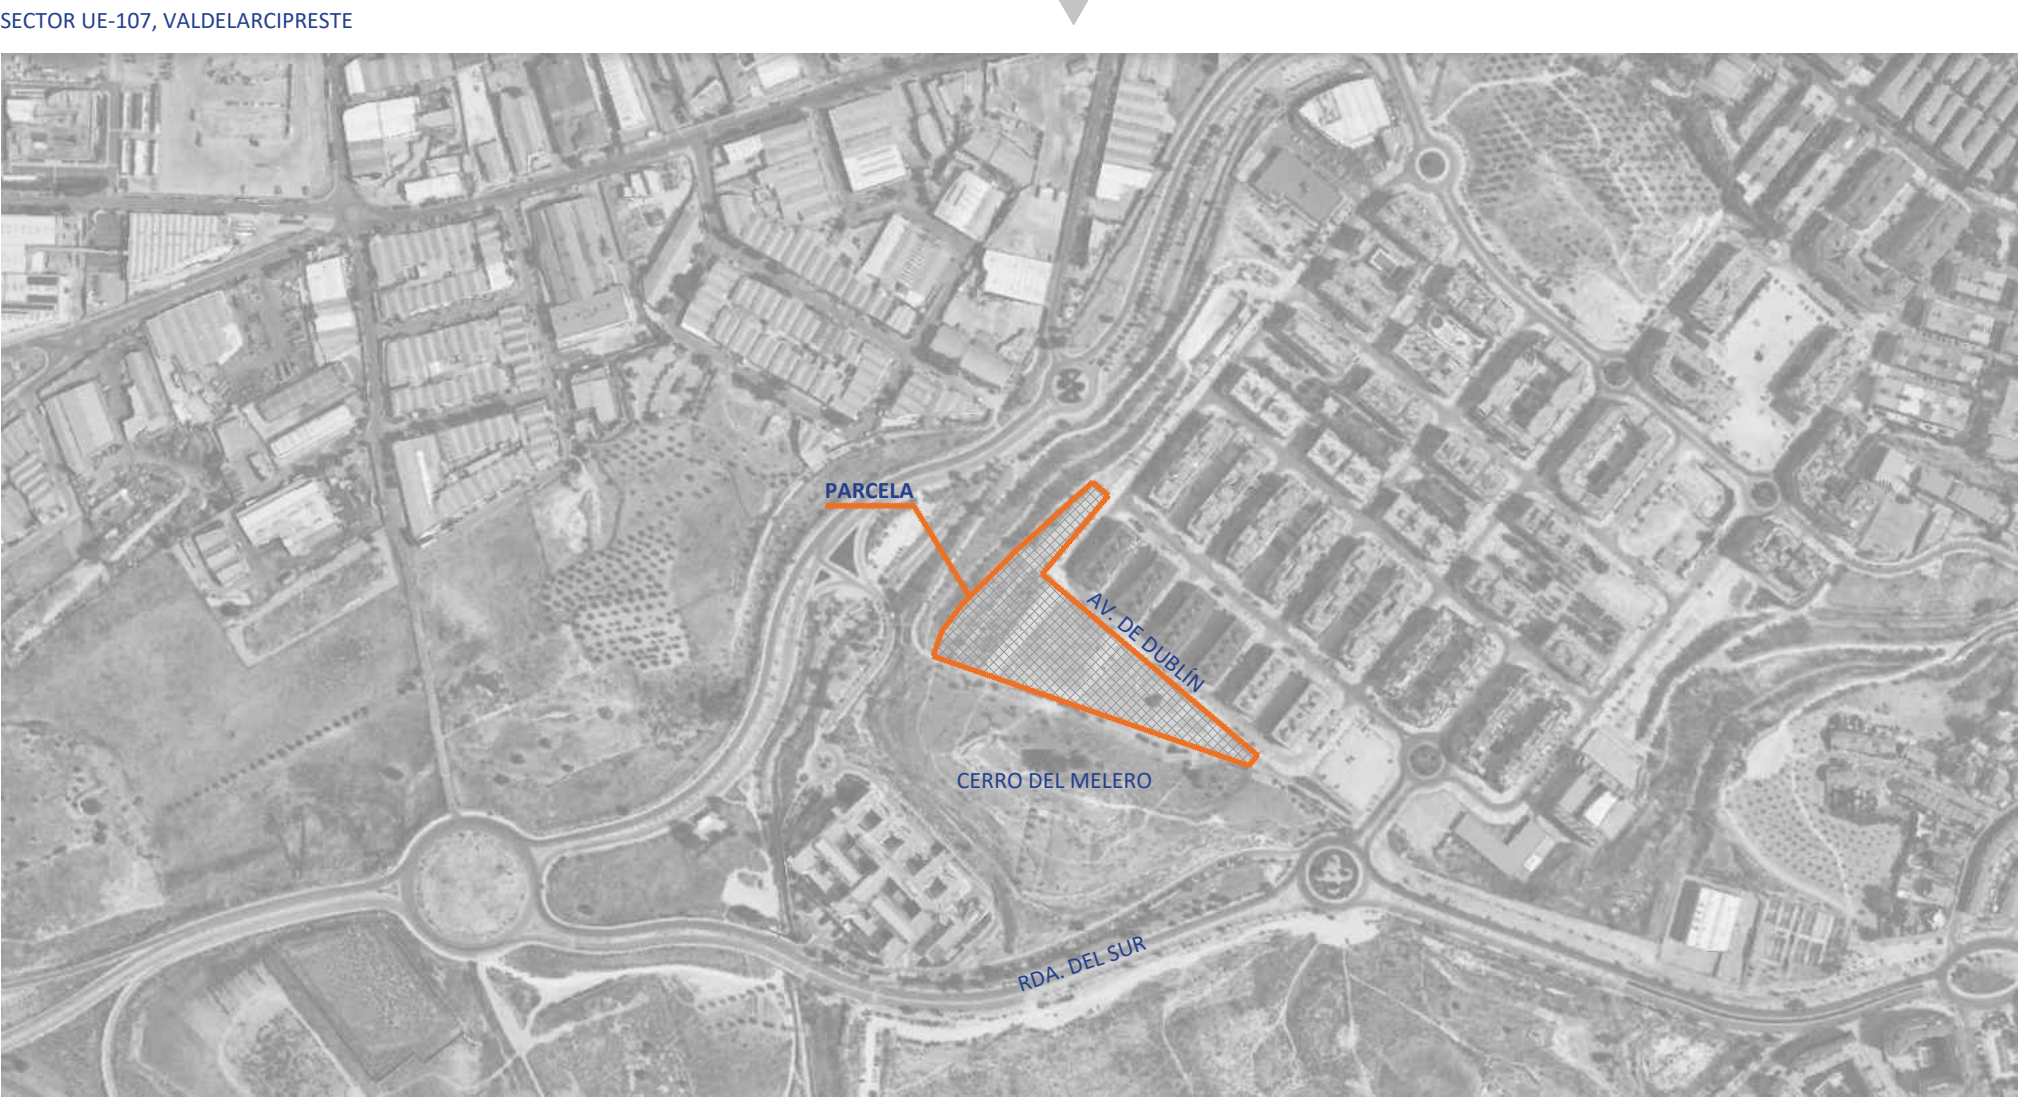 SECTOR UE-107, VALDELARCIPRESTE
PARCELA
AV. DE DUBLÍN
CERRO DEL MELERO
RDA. DEL SUR